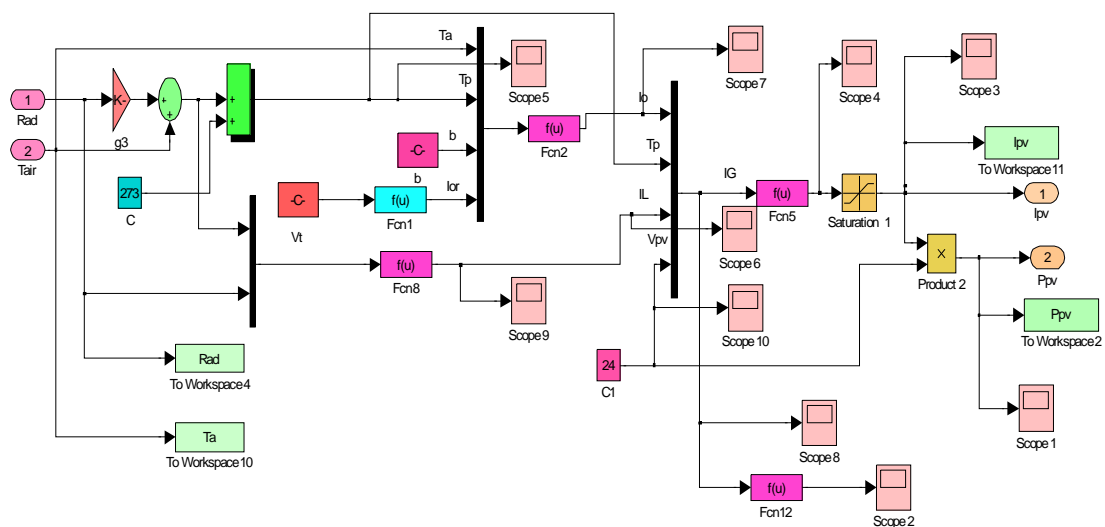 Ta
Scope 5
Scope 7
Scope 4
Scope 3
1
Rad
K-
g3
+
+
+
+
Tp
Io
2
Tair
-C-
b
b
f(u)
Fcn2
Tp
Ipv
To Workspace 11
273
C
-C-
Vt
f(u)
Fcn1
Ior
IL
IG
f(u)
Fcn5
Saturation 1
1
Ipv
Vpv
Scope 6
f(u)
Fcn8
X
Product 2
2
Ppv
Scope 9
Scope 10
Ppv
To Workspace 2
Rad
To Workspace 4
24
C1
Scope 1
Ta
To Workspace 10
Scope 8
f(u)
Fcn12
Scope 2